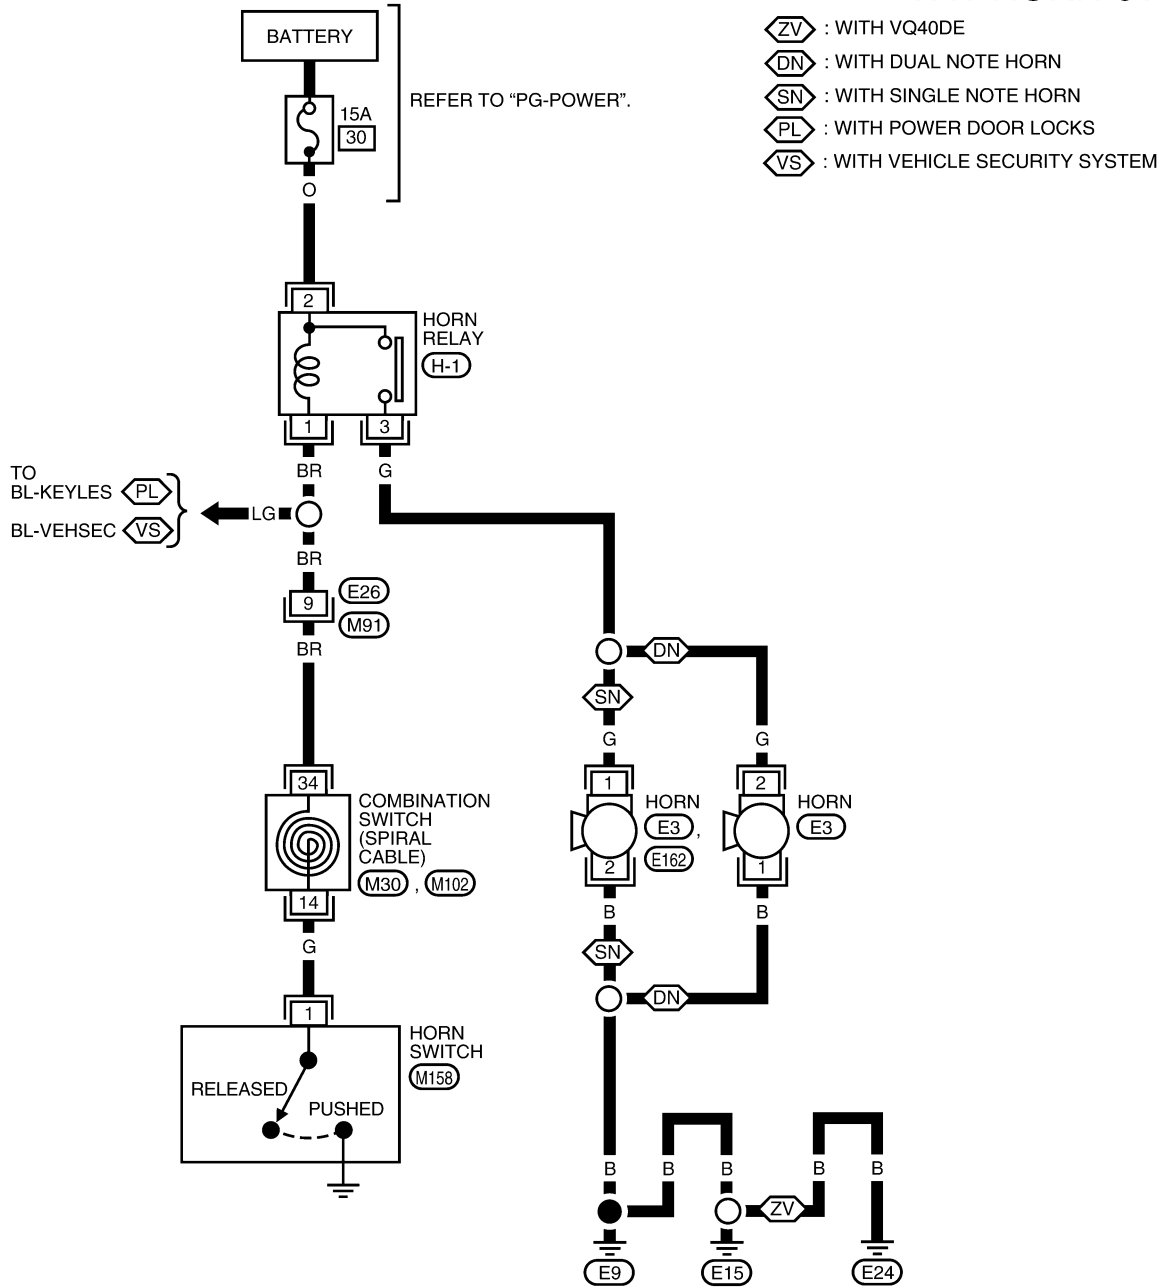 BATTERY
15A
30
REFER TO “PG-POWER”.
ZV : WITH VQ40DE
DN : WITH DUAL NOTE HORN
SN : WITH SINGLE NOTE HORN
PL : WITH POWER DOOR LOCKS
VS : WITH VEHICLE SECURITY SYSTEM
O
2
HORN
RELAY
H-1
1
3
BR
G
TO
BL-KEYLES PL
BL-VEHSEC VS
LG
BR
9
E26
M91
BR
DN
SN
G
G
34
1
2
COMBINATION
SWITCH
(SPIRAL
CABLE)
M30 , M102
HORN
E3 ,
E162
HORN
E3
2
1
14
B
B
G
SN
DN
1
HORN
SWITCH
M158
RELEASED
PUSHED
B
B
B
B
B
ZV
E9
E15
E24